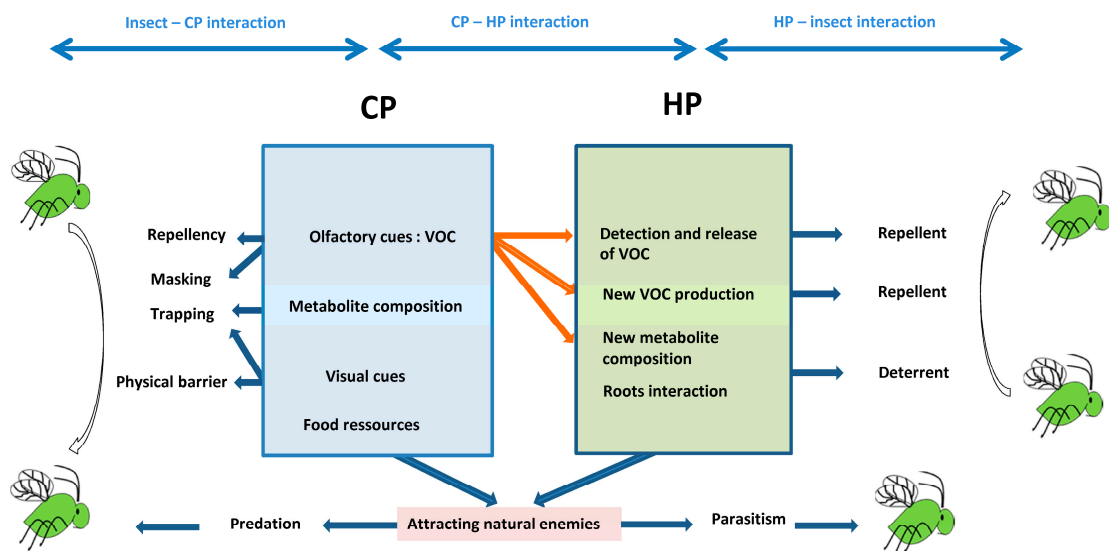 Insect – CP interaction
CP – HP interaction
HP – insect interaction
CP
HP
Repellency
Masking
Trapping
Physical barrier
Olfactory cues : VOC
Metabolite composition
Visual cues
Food ressources
Detection and release
of VOC
New VOC production
New metabolite
composition
Roots interaction
Repellent
Repellent
Deterrent
Predation
Attracting natural enemies
Parasitism